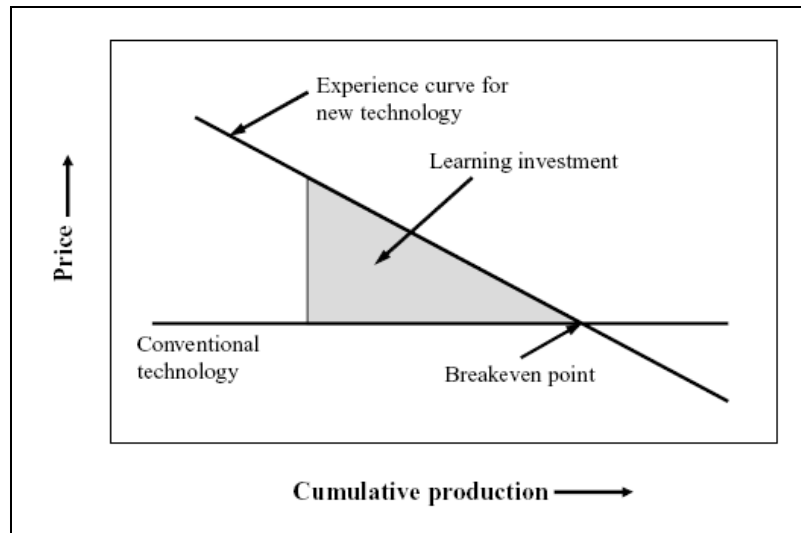 Experience curve for
new technology
Learning investment
Price
Conventional
technology
Breakeven point
Cumulative production